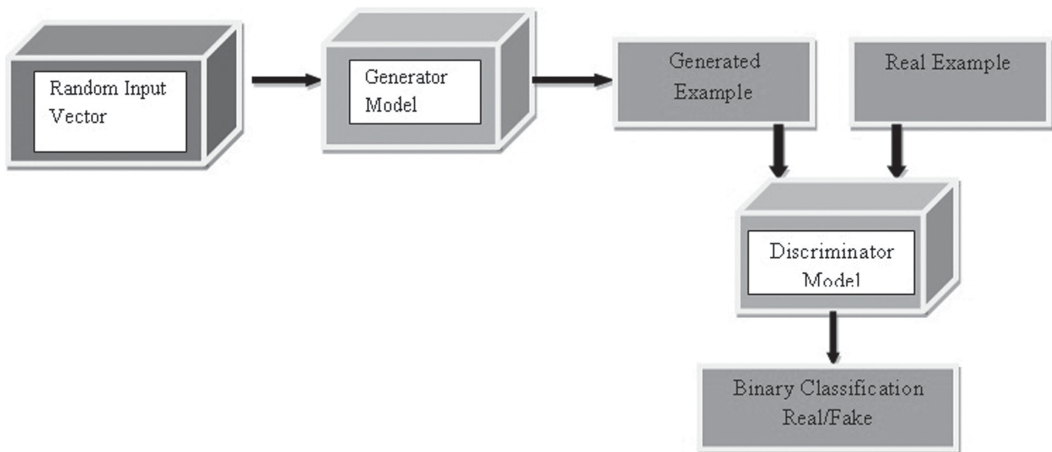 Random Input
Vector
Generator
Model
Generated
Example
Real Example
Discriminator
Model
Binary Classification
Real/Fake